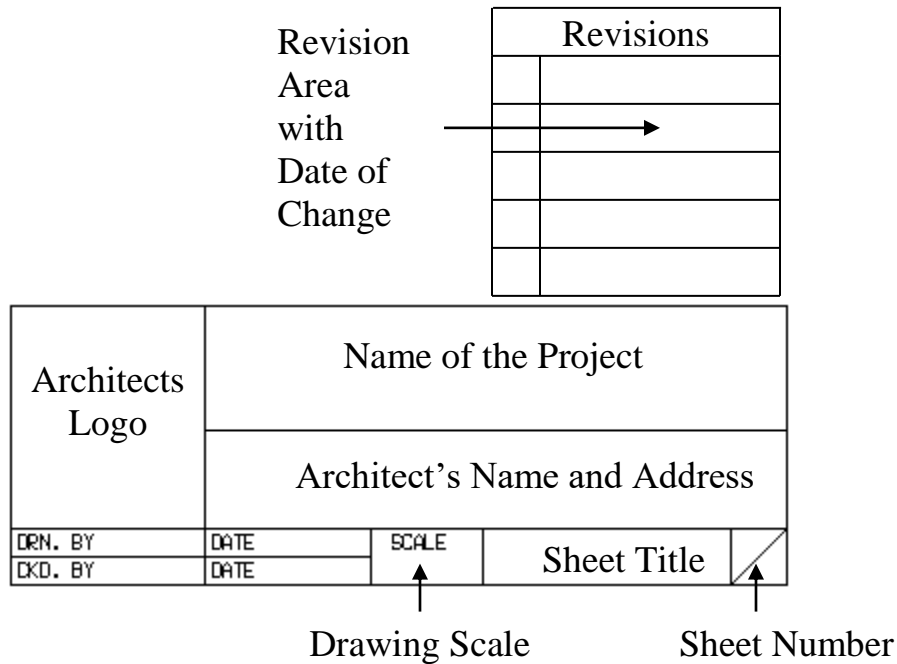 Revisions
Revision
Area
with
Date of
Change
Name of the Project
Architects
Logo
Architect’s Name and Address
DRN. BY
DATE
SCALE
Sheet Title
CKD. BY
DATE
Drawing Scale
Sheet Number